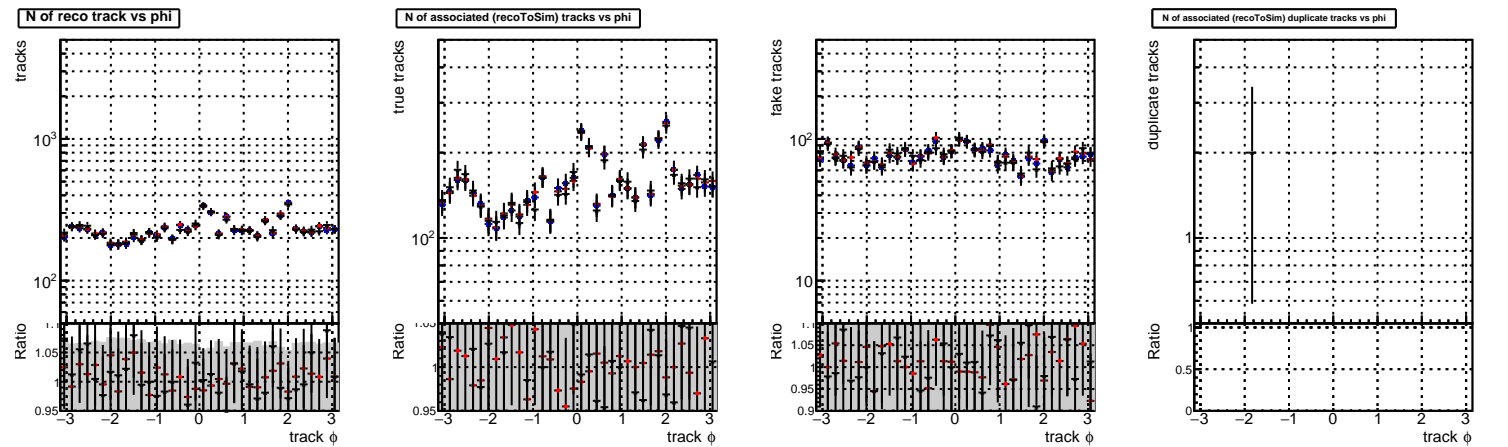 N of reco track vs phi
tracks
10³
10²
Ratio
1.05
1
0.95
−3 −2 −1 0 1 2 3
track ϕ
N of associated (recoToSim) tracks vs phi
true tracks
10²
Ratio
1.05
1
0.95
−3 −2 −1 0 1 2 3
track ϕ
fake tracks
10²
10
Ratio
1.1
1.05
1
0.95
0.9
−3 −2 −1 0 1 2 3
track ϕ
N of associated (recoToSim) duplicate tracks vs phi
duplicate tracks
1
Ratio
1
0.5
0
−3 −2 −1 0 1 2 3
track ϕ